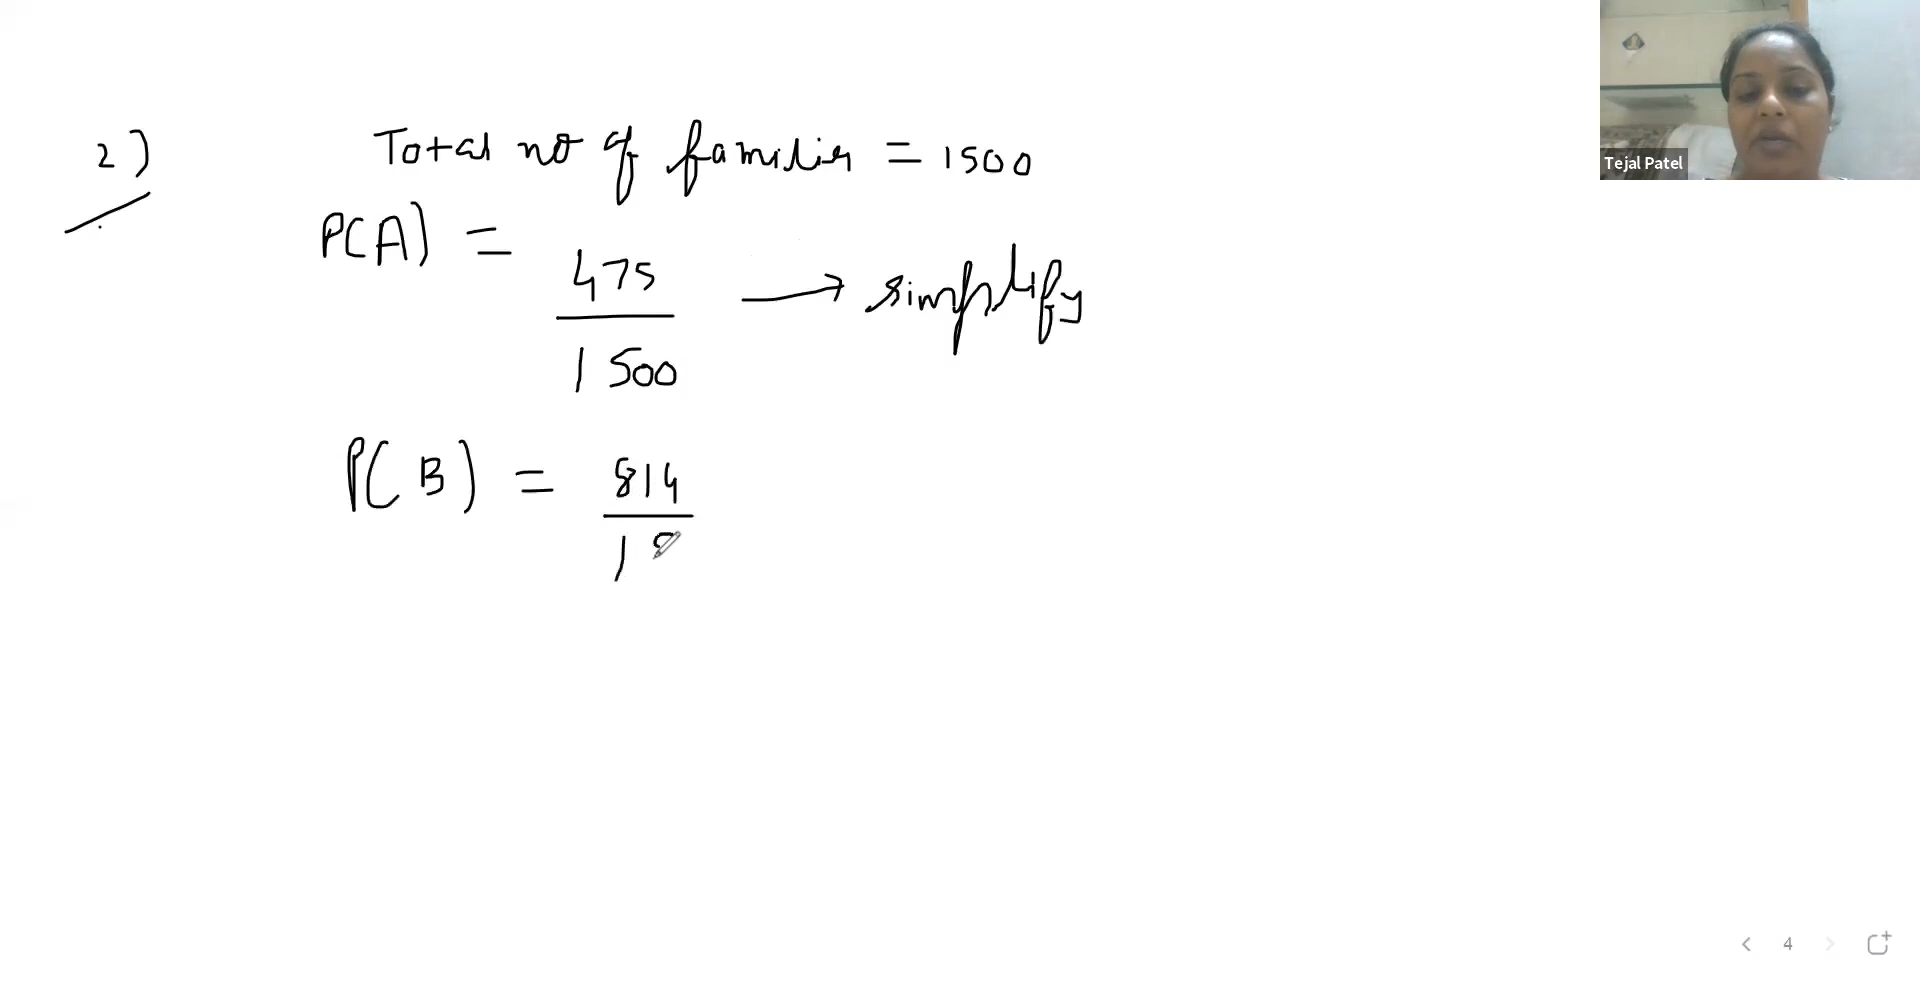 2) Total no of families = 1500
P(A) = 475/1500 → simplify
P(B) = 814/1
Tejal Patel
4